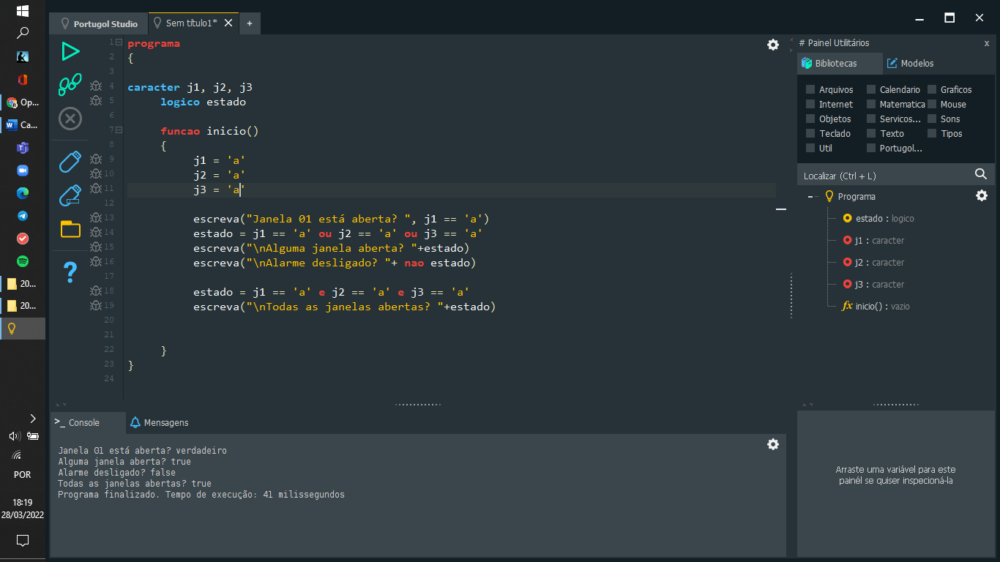 Portugol Studio
Sem título1*
+
1 programa
2 {
3
4 caracter j1, j2, j3
5 logico estado
6
7 funcao inicio()
8 {
9 j1 = 'a'
10 j2 = 'a'
11 j3 = 'a'
12
13 escreva("Janela 01 está aberta? ", j1 == 'a')
14 estado = j1 == 'a' ou j2 == 'a' ou j3 == 'a'
15 escreva("\nAlguma janela aberta? "+estado)
16 escreva("\nAlarme desligado? "+ nao estado)
17
18 estado = j1 == 'a' e j2 == 'a' e j3 == 'a'
19 escreva("\nTodas as janelas abertas? "+estado)
20
21
22 }
23 }
24
# Painel Utilitários x
Bibliotecas Modelos
Arquivos Calendario Graficos
Internet Matematica Mouse
Objetos Servicos... Sons
Teclado Texto Tipos
Util Portugol...
Localizar (Ctrl + L)
Programa
estado : logico
j1 : caracter
j2 : caracter
j3 : caracter
fx inicio() : vazio
>_ Console Mensagens
Janela 01 está aberta? verdadeiro
Alguma janela aberta? true
Alarme desligado? false
Todas as janelas abertas? true
Programa finalizado. Tempo de execução: 41 milissegundos
Arraste uma variável para este
painél se quiser inspecioná-la
Op...
Ca...
20...
20...
POR
18:19
28/03/2022